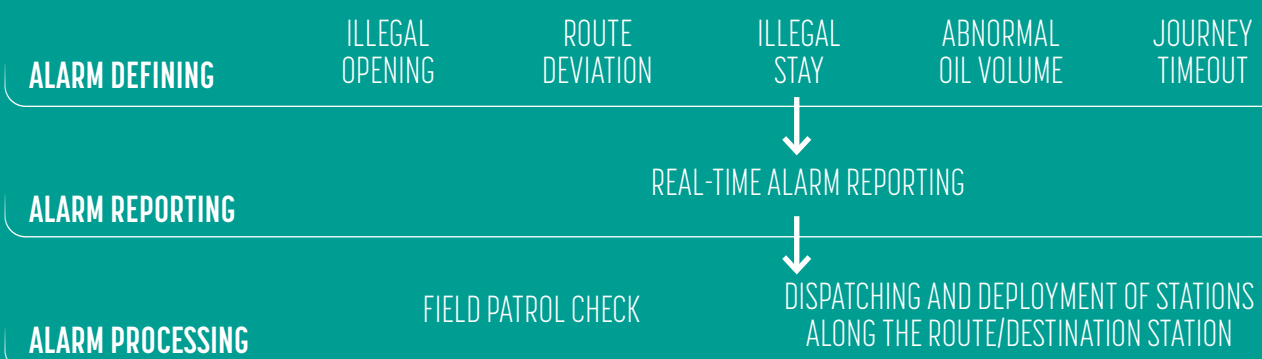 ALARM DEFINING
ILLEGAL
OPENING
ROUTE
DEVIATION
ILLEGAL
STAY
ABNORMAL
OIL VOLUME
JOURNEY
TIMEOUT
ALARM REPORTING
REAL-TIME ALARM REPORTING
ALARM PROCESSING
FIELD PATROL CHECK
DISPATCHING AND DEPLOYMENT OF STATIONS
ALONG THE ROUTE/DESTINATION STATION